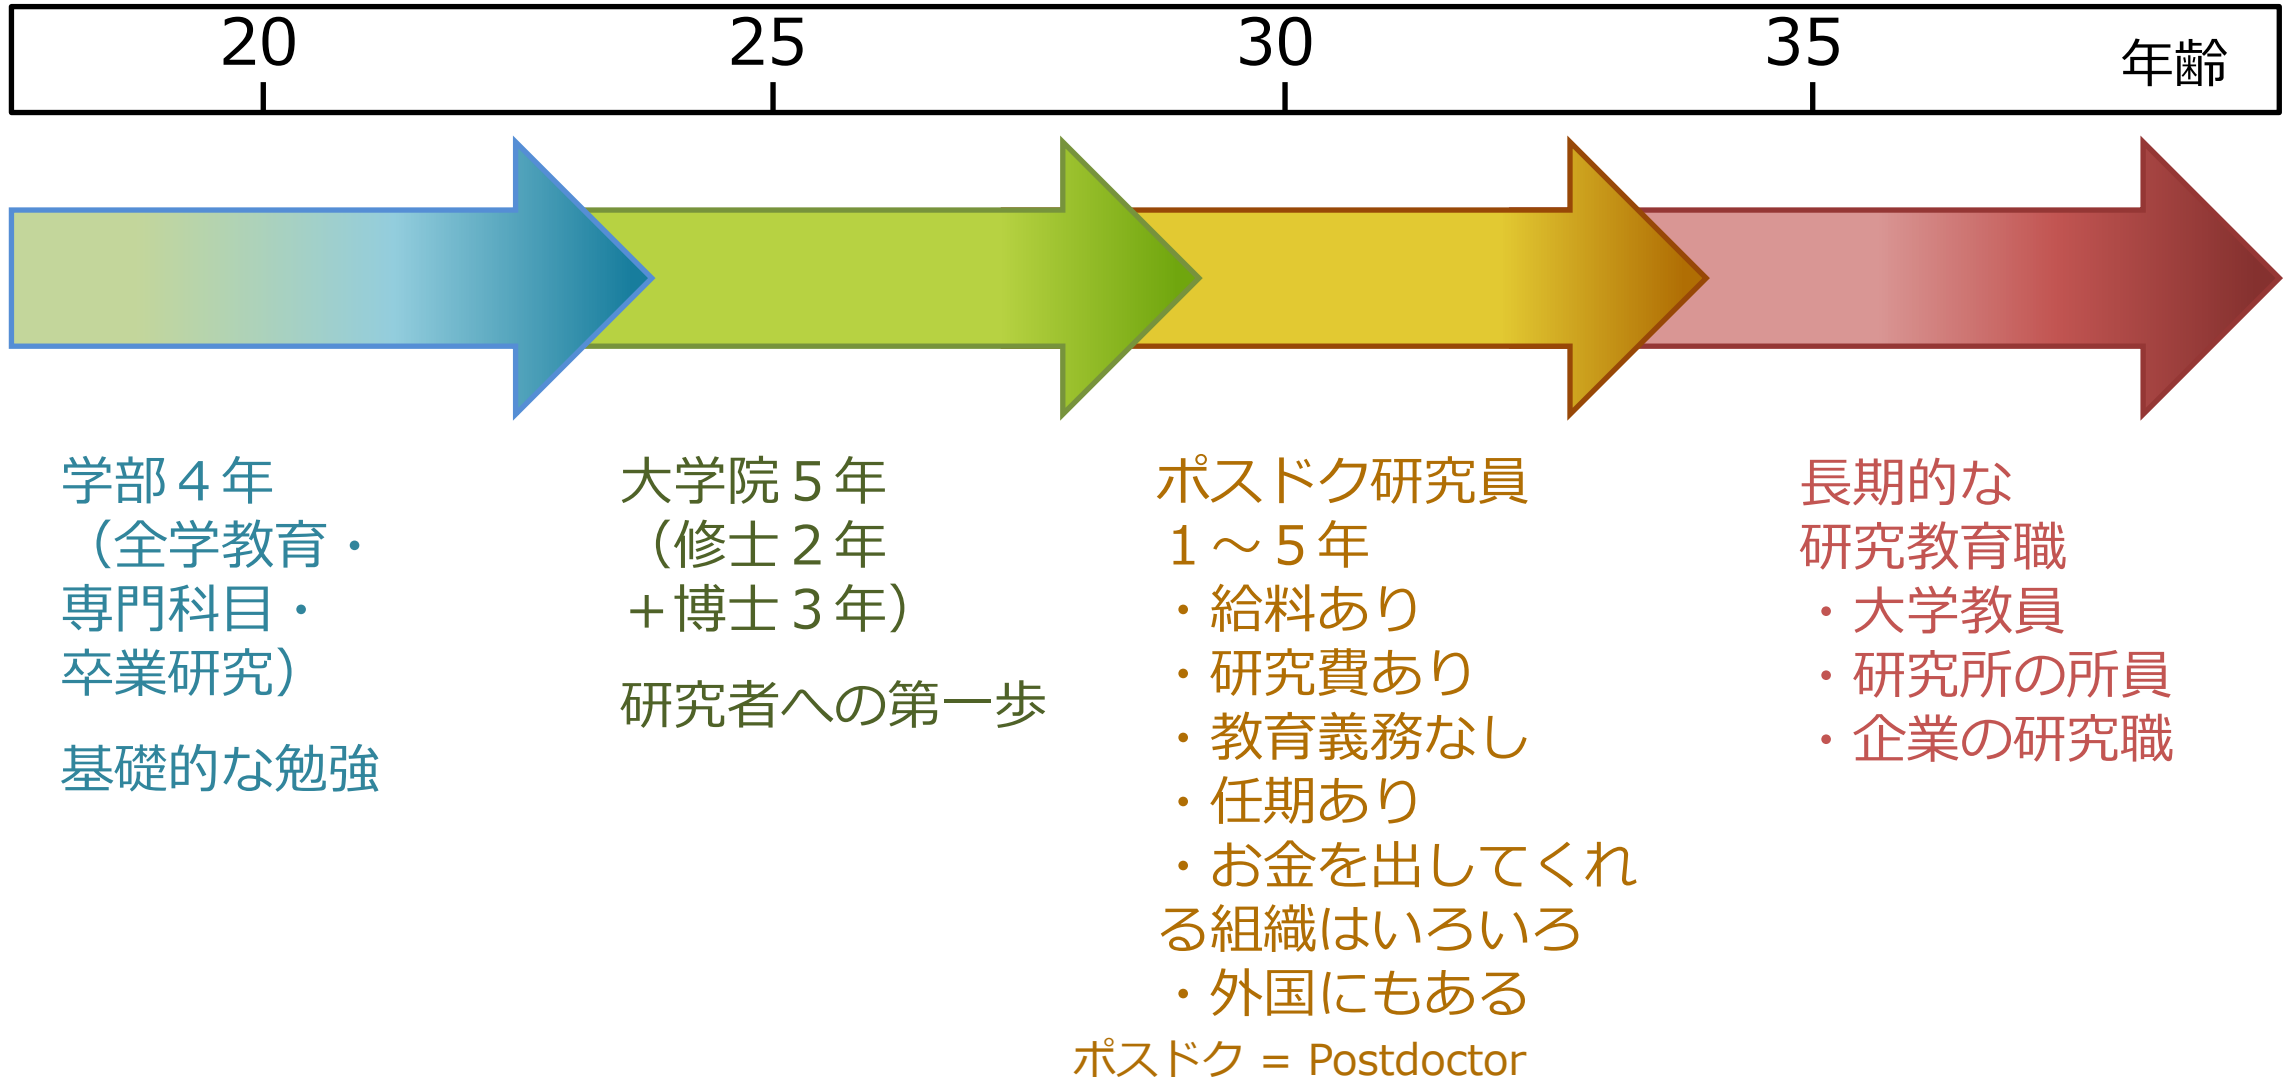 20 25 30 35 年齢
学部４年
（全学教育・
専門科目・
卒業研究）
基礎的な勉強
大学院５年
（修士２年
＋博士３年）
研究者への第一歩
ポスドク研究員
１～５年
・給料あり
・研究費あり
・教育義務なし
・任期あり
・お金を出してくれ
る組織はいろいろ
・外国にもある
ポスドク = Postdoctor
長期的な
研究教育職
・大学教員
・研究所の所員
・企業の研究職